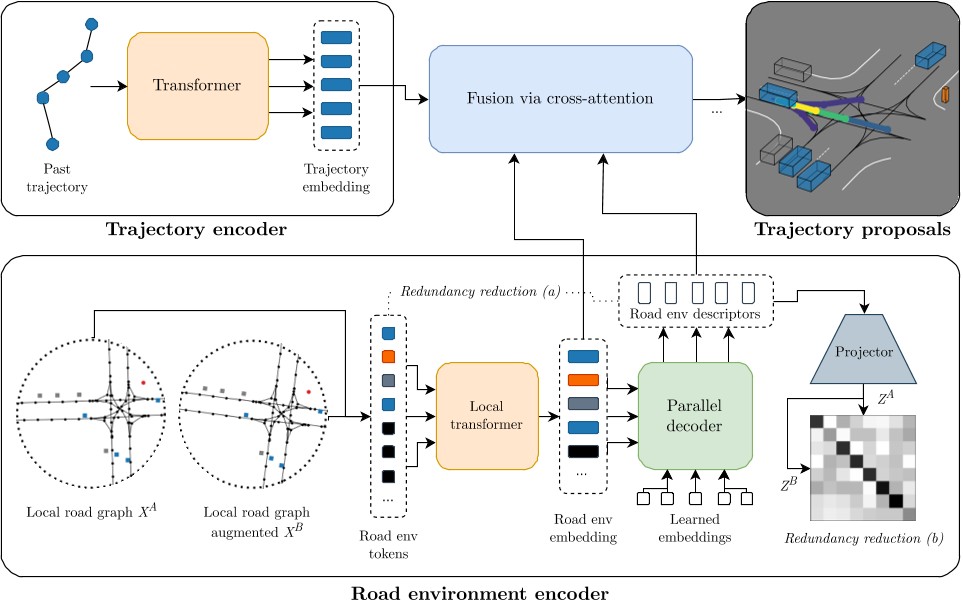 Transformer
Past
trajectory
Trajectory
embedding
Trajectory encoder
Fusion via cross-attention
...
Trajectory proposals
Redundancy reduction (a)
Road env descriptors
Projector
Local road graph X^A
Local road graph
augmented X^B
...
Road env
tokens
Local
transformer
...
Road env
embedding
Parallel
decoder
Learned
embeddings
Z^A
Z^B
Redundancy reduction (b)
Road environment encoder